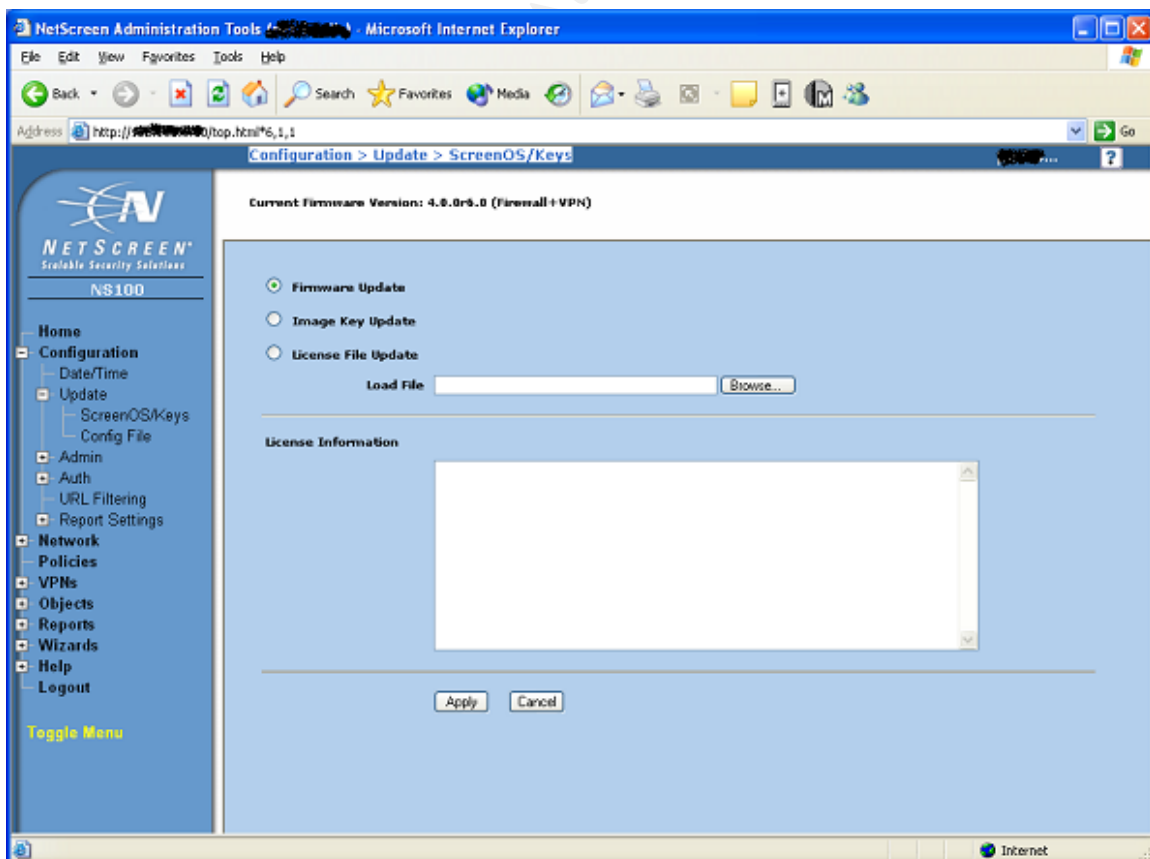 NetScreen Administration Tools ( ) - Microsoft Internet Explorer
File Edit View Favorites Tools Help
Back Search Favorites Media
Address http:// 0/top.html*6,1,1 Go
Configuration > Update > ScreenOS/Keys ... ?
Current Firmware Version: 4.0.0r6.0 (Firewall+VPN)
N
NETSCREEN
Scalable Security Solutions
NS100
Home
Configuration
Date/Time
Update
ScreenOS/Keys
Config File
Admin
Auth
URL Filtering
Report Settings
Network
Policies
VPNs
Objects
Reports
Wizards
Help
Logout
Toggle Menu
Firmware Update
Image Key Update
License File Update
Load File Browse...
License Information
Apply Cancel
Internet